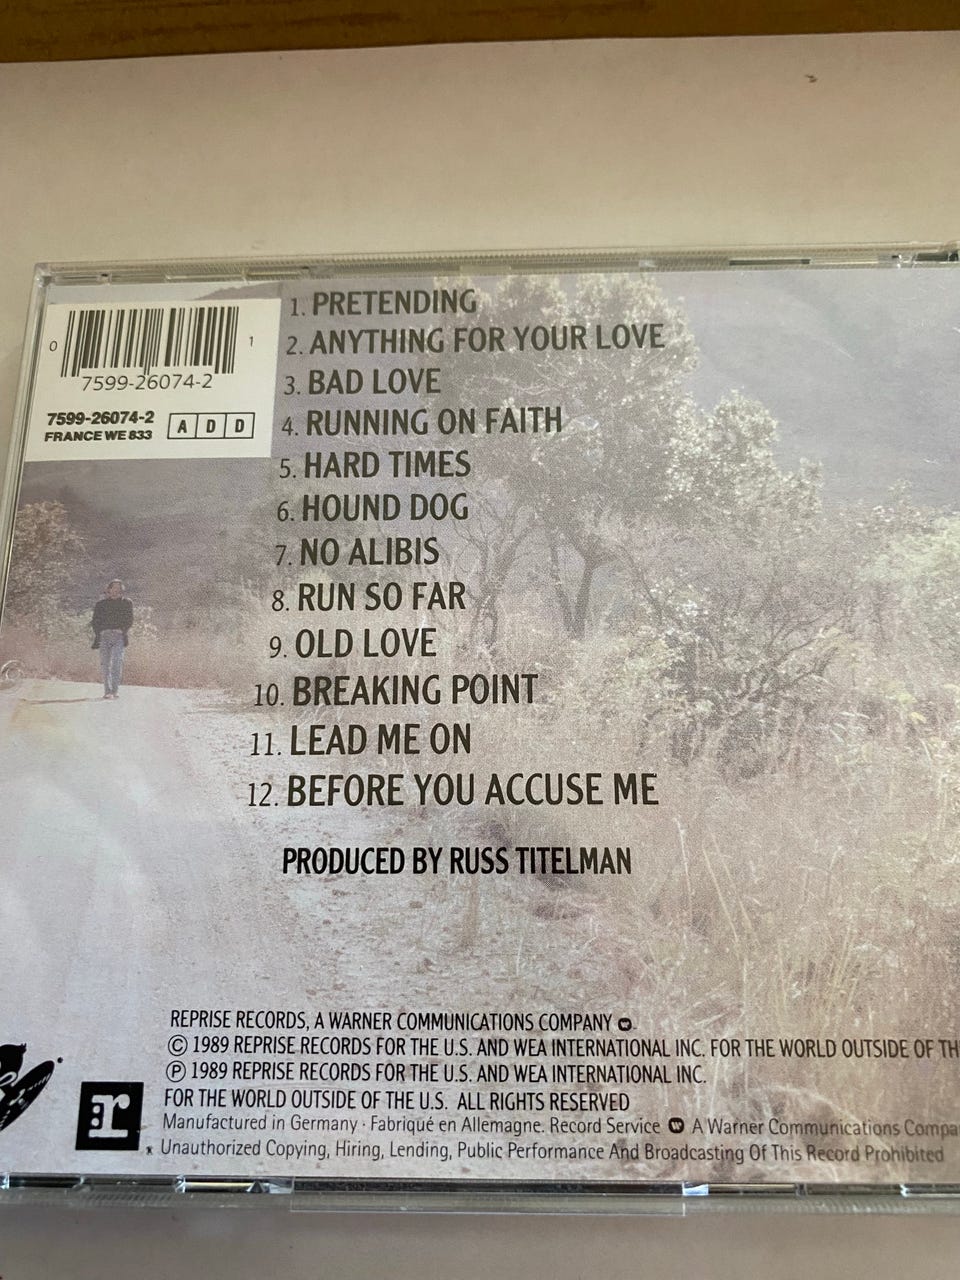 0 1
7599-26074-2
7599-26074-2
FRANCE WE 833
A D D
1. PRETENDING
2. ANYTHING FOR YOUR LOVE
3. BAD LOVE
4. RUNNING ON FAITH
5. HARD TIMES
6. HOUND DOG
7. NO ALIBIS
8. RUN SO FAR
9. OLD LOVE
10. BREAKING POINT
11. LEAD ME ON
12. BEFORE YOU ACCUSE ME
PRODUCED BY RUSS TITELMAN
REPRISE RECORDS, A WARNER COMMUNICATIONS COMPANY
© 1989 REPRISE RECORDS FOR THE U.S. AND WEA INTERNATIONAL INC. FOR THE WORLD OUTSIDE OF TH
℗ 1989 REPRISE RECORDS FOR THE U.S. AND WEA INTERNATIONAL INC.
FOR THE WORLD OUTSIDE OF THE U.S. ALL RIGHTS RESERVED
Manufactured in Germany · Fabriqué en Allemagne. Record Service A Warner Communications Compa
r
* Unauthorized Copying, Hiring, Lending, Public Performance And Broadcasting Of This Record Prohibited